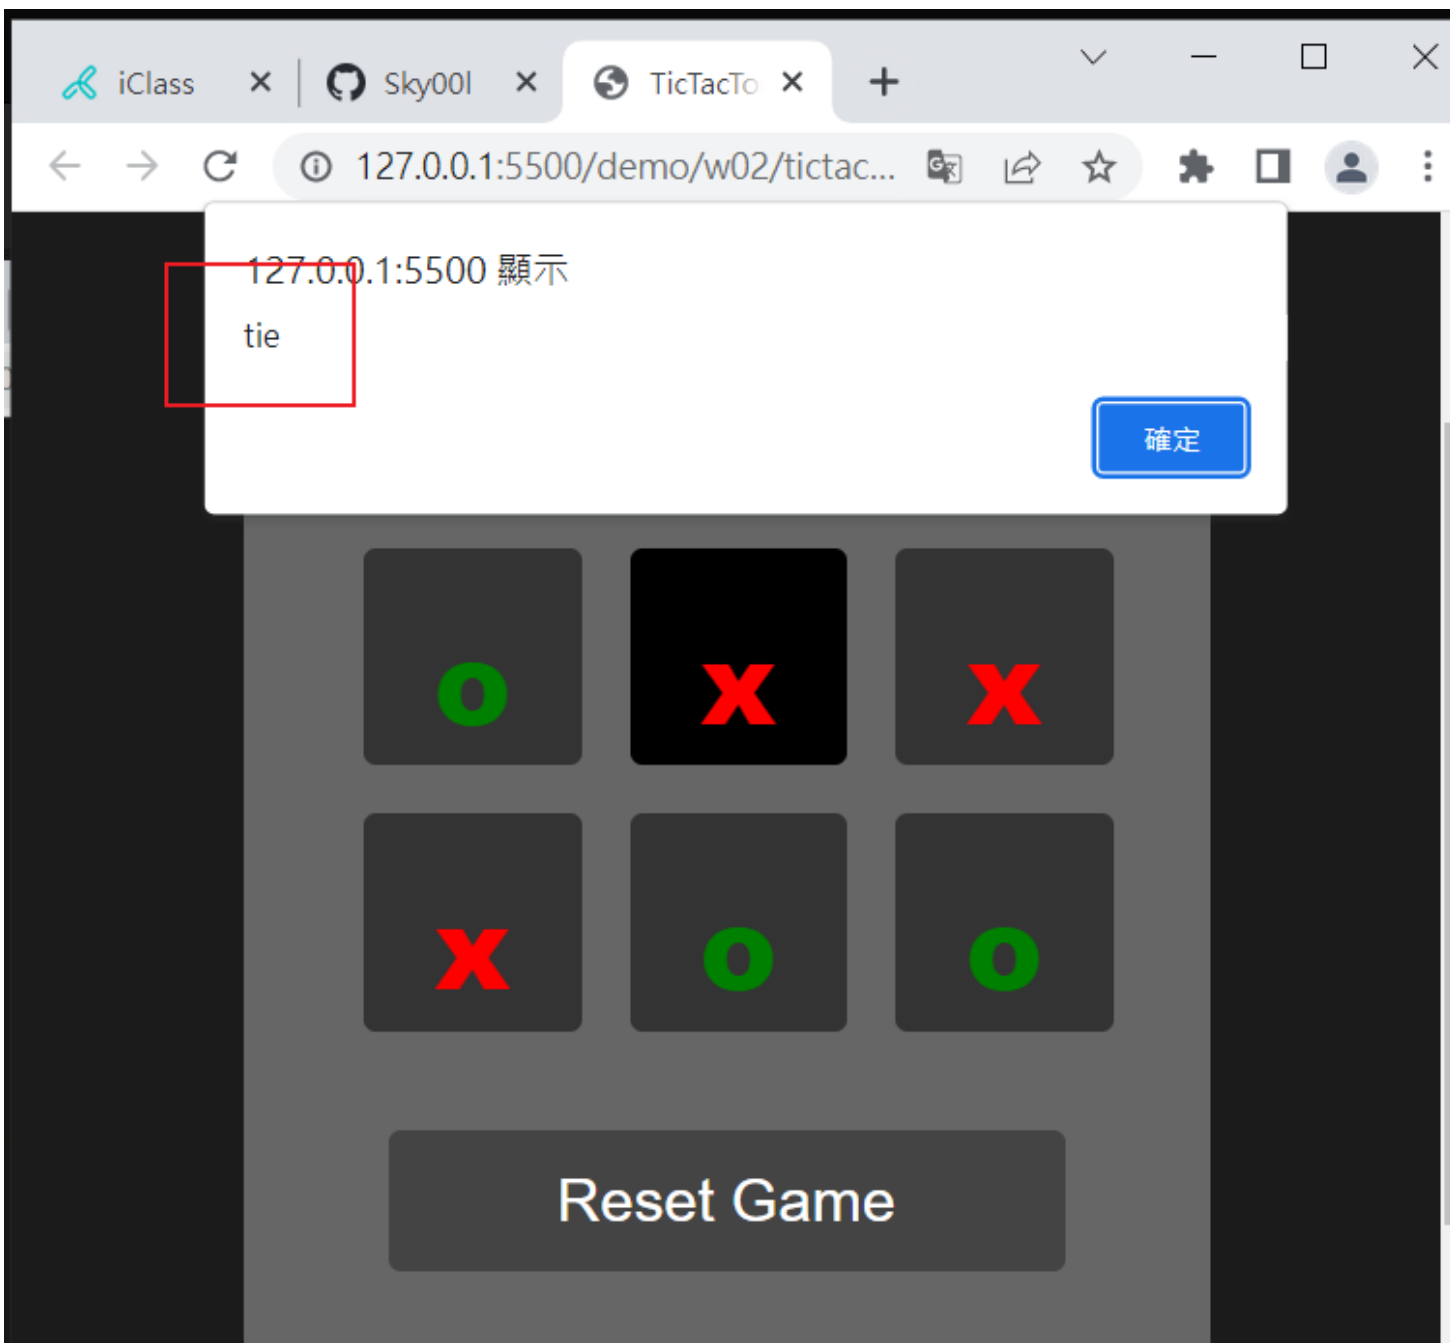 iClass
Sky00l
TicTacTo
127.0.0.1:5500/demo/w02/tictac...
127.0.0.1:5500 顯示
tie
確定
o x x
x o o
Reset Game